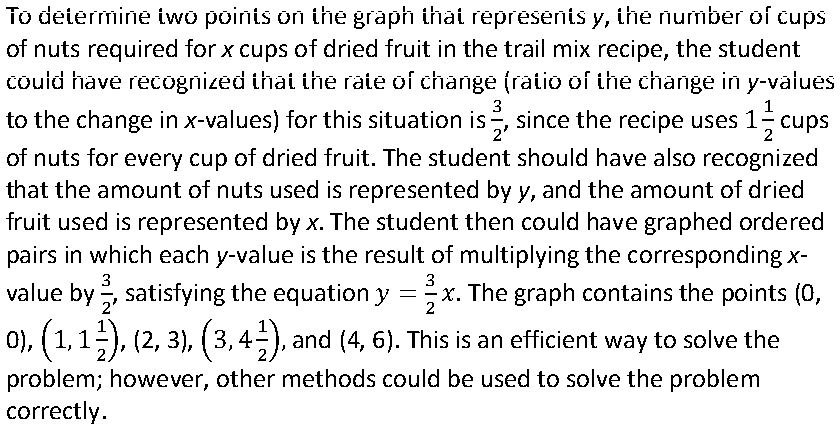 To determine two points on the graph that represents y, the number of cups
of nuts required for x cups of dried fruit in the trail mix recipe, the student
could have recognized that the rate of change (ratio of the change in y-values
to the change in x-values) for this situation is 3/2, since the recipe uses 1 1/2 cups
of nuts for every cup of dried fruit. The student should have also recognized
that the amount of nuts used is represented by y, and the amount of dried
fruit used is represented by x. The student then could have graphed ordered
pairs in which each y-value is the result of multiplying the corresponding x-
value by 3/2, satisfying the equation y = 3/2 x. The graph contains the points (0,
0), (1, 1 1/2), (2, 3), (3, 4 1/2), and (4, 6). This is an efficient way to solve the
problem; however, other methods could be used to solve the problem
correctly.